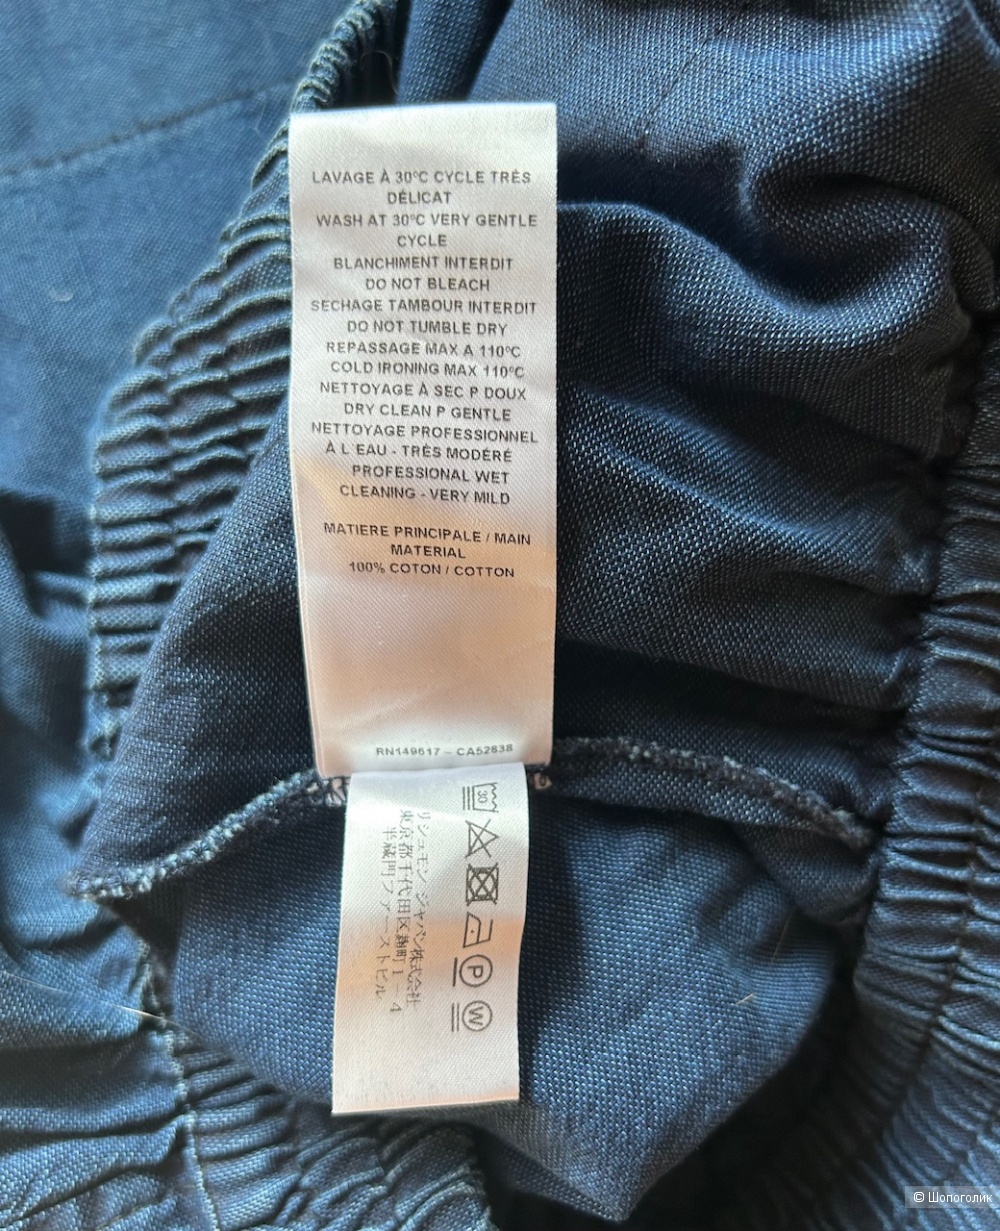 LAVAGE À 30°C CYCLE TRÈS
DÉLICAT
WASH AT 30°C VERY GENTLE
CYCLE
BLANCHIMENT INTERDIT
DO NOT BLEACH
SECHAGE TAMBOUR INTERDIT
DO NOT TUMBLE DRY
REPASSAGE MAX A 110°C
COLD IRONING MAX 110°C
NETTOYAGE À SEC P DOUX
DRY CLEAN P GENTLE
NETTOYAGE PROFESSIONNEL
À L'EAU - TRÈS MODÉRÉ
PROFESSIONAL WET
CLEANING - VERY MILD
MATIERE PRINCIPALE / MAIN
MATERIAL
100% COTON / COTTON
RN149617 – CA52838
30
P
W
リシュモン ジャパン株式会社
東京都千代田区麹町1－4
半蔵門ファーストビル
© Шопоголик